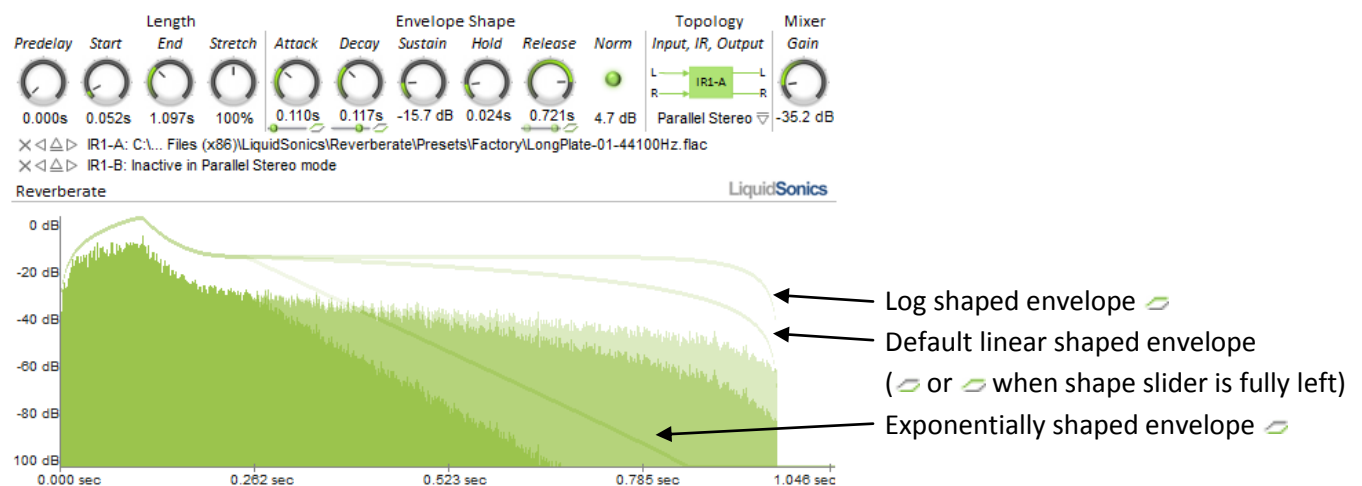 Length Envelope Shape Topology Mixer
Predelay Start End Stretch Attack Decay Sustain Hold Release Norm Input, IR, Output Gain
L IR1-A L
R R
0.000s 0.052s 1.097s 100% 0.110s 0.117s -15.7 dB 0.024s 0.721s 4.7 dB Parallel Stereo -35.2 dB
IR1-A: C:\... Files (x86)\LiquidSonics\Reverberate\Presets\Factory\LongPlate-01-44100Hz.flac
IR1-B: Inactive in Parallel Stereo mode
Reverberate LiquidSonics
0 dB
-20 dB
-40 dB
-60 dB
-80 dB
100 dB
0.000 sec 0.262 sec 0.523 sec 0.785 sec 1.046 sec
Log shaped envelope
Default linear shaped envelope
( or when shape slider is fully left)
Exponentially shaped envelope